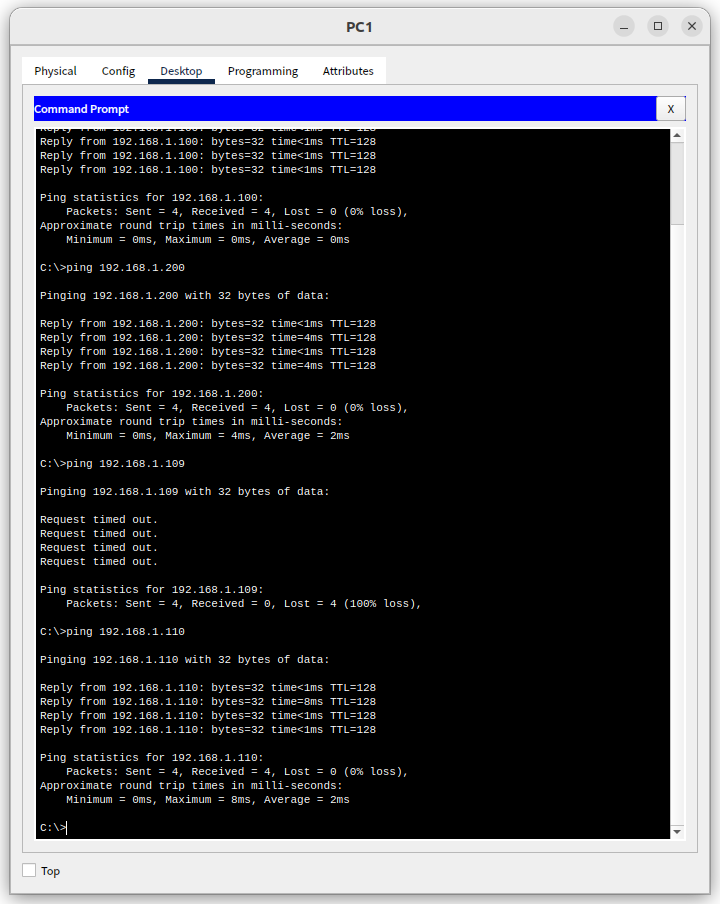 PC1
Physical Config Desktop Programming Attributes
Command Prompt X
Reply from 192.168.1.100: bytes=32 time<1ms TTL=128
Reply from 192.168.1.100: bytes=32 time<1ms TTL=128
Reply from 192.168.1.100: bytes=32 time<1ms TTL=128
Reply from 192.168.1.100: bytes=32 time<1ms TTL=128
Ping statistics for 192.168.1.100:
Packets: Sent = 4, Received = 4, Lost = 0 (0% loss),
Approximate round trip times in milli-seconds:
Minimum = 0ms, Maximum = 0ms, Average = 0ms
C:\>ping 192.168.1.200
Pinging 192.168.1.200 with 32 bytes of data:
Reply from 192.168.1.200: bytes=32 time<1ms TTL=128
Reply from 192.168.1.200: bytes=32 time=4ms TTL=128
Reply from 192.168.1.200: bytes=32 time<1ms TTL=128
Reply from 192.168.1.200: bytes=32 time=4ms TTL=128
Ping statistics for 192.168.1.200:
Packets: Sent = 4, Received = 4, Lost = 0 (0% loss),
Approximate round trip times in milli-seconds:
Minimum = 0ms, Maximum = 4ms, Average = 2ms
C:\>ping 192.168.1.109
Pinging 192.168.1.109 with 32 bytes of data:
Request timed out.
Request timed out.
Request timed out.
Request timed out.
Ping statistics for 192.168.1.109:
Packets: Sent = 4, Received = 0, Lost = 4 (100% loss),
C:\>ping 192.168.1.110
Pinging 192.168.1.110 with 32 bytes of data:
Reply from 192.168.1.110: bytes=32 time<1ms TTL=128
Reply from 192.168.1.110: bytes=32 time=8ms TTL=128
Reply from 192.168.1.110: bytes=32 time<1ms TTL=128
Reply from 192.168.1.110: bytes=32 time<1ms TTL=128
Ping statistics for 192.168.1.110:
Packets: Sent = 4, Received = 4, Lost = 0 (0% loss),
Approximate round trip times in milli-seconds:
Minimum = 0ms, Maximum = 8ms, Average = 2ms
C:\>
Top